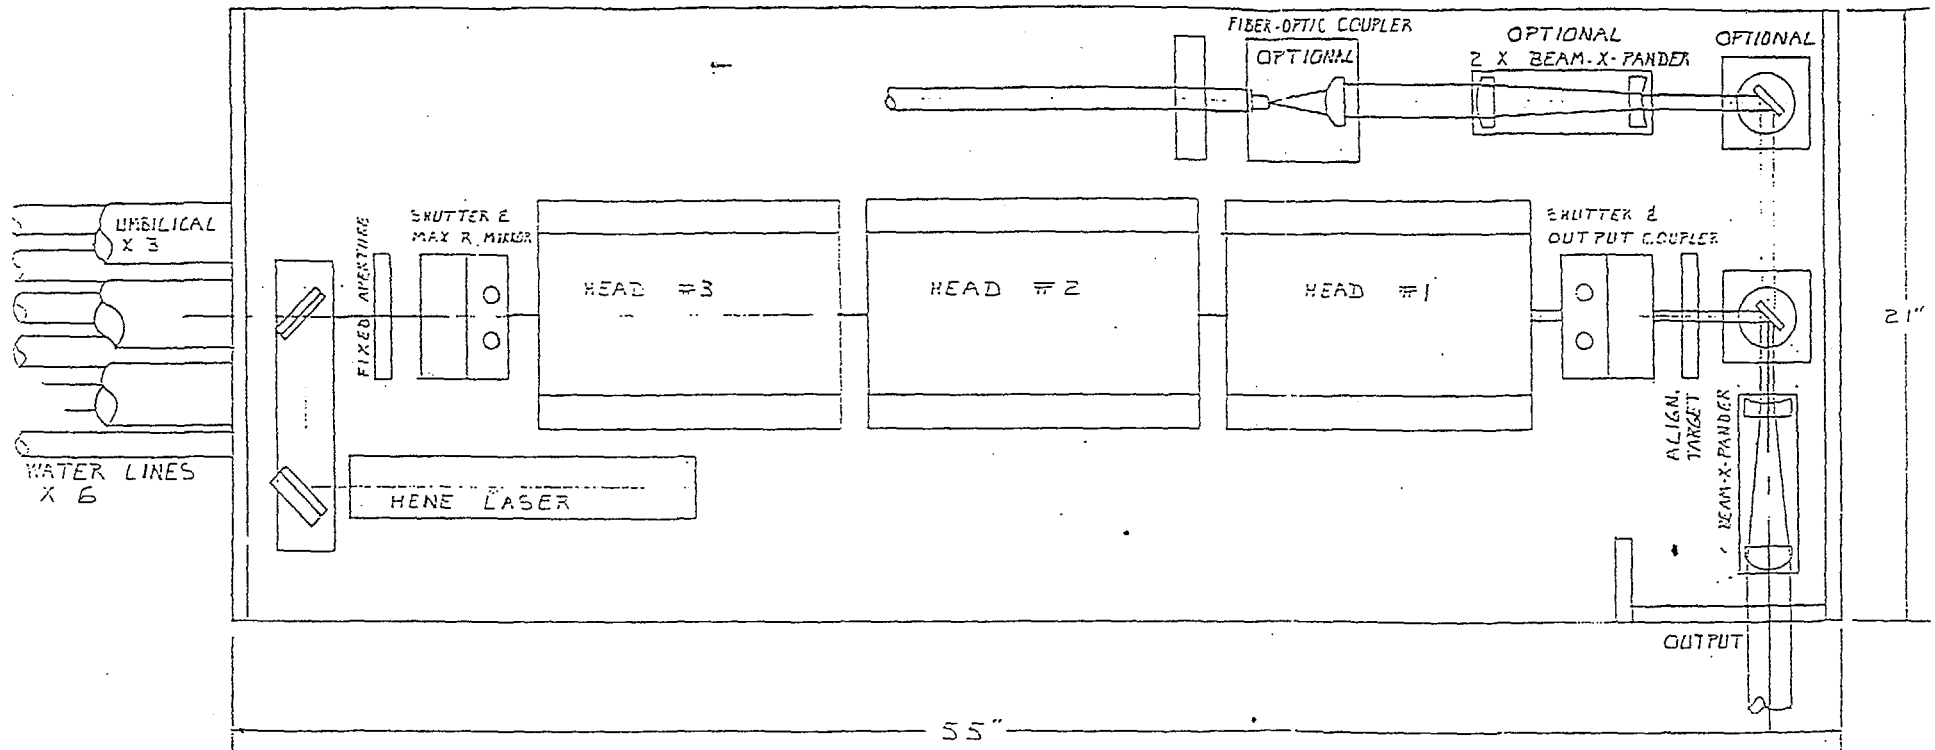 FIBER-OPTIC COUPLER
OPTIONAL
OPTIONAL
2 X BEAM-X-PANDER
OPTIONAL
UMBILICAL
X 3
FIXED APERTURE
SHUTTER &
MAX R. MIRROR
HEAD #3
HEAD #2
HEAD #1
SHUTTER &
OUTPUT COUPLER
21"
ALIGN.
TARGET
BEAM-X-PANDER
WATER LINES
X 6
HENE LASER
OUTPUT
55"